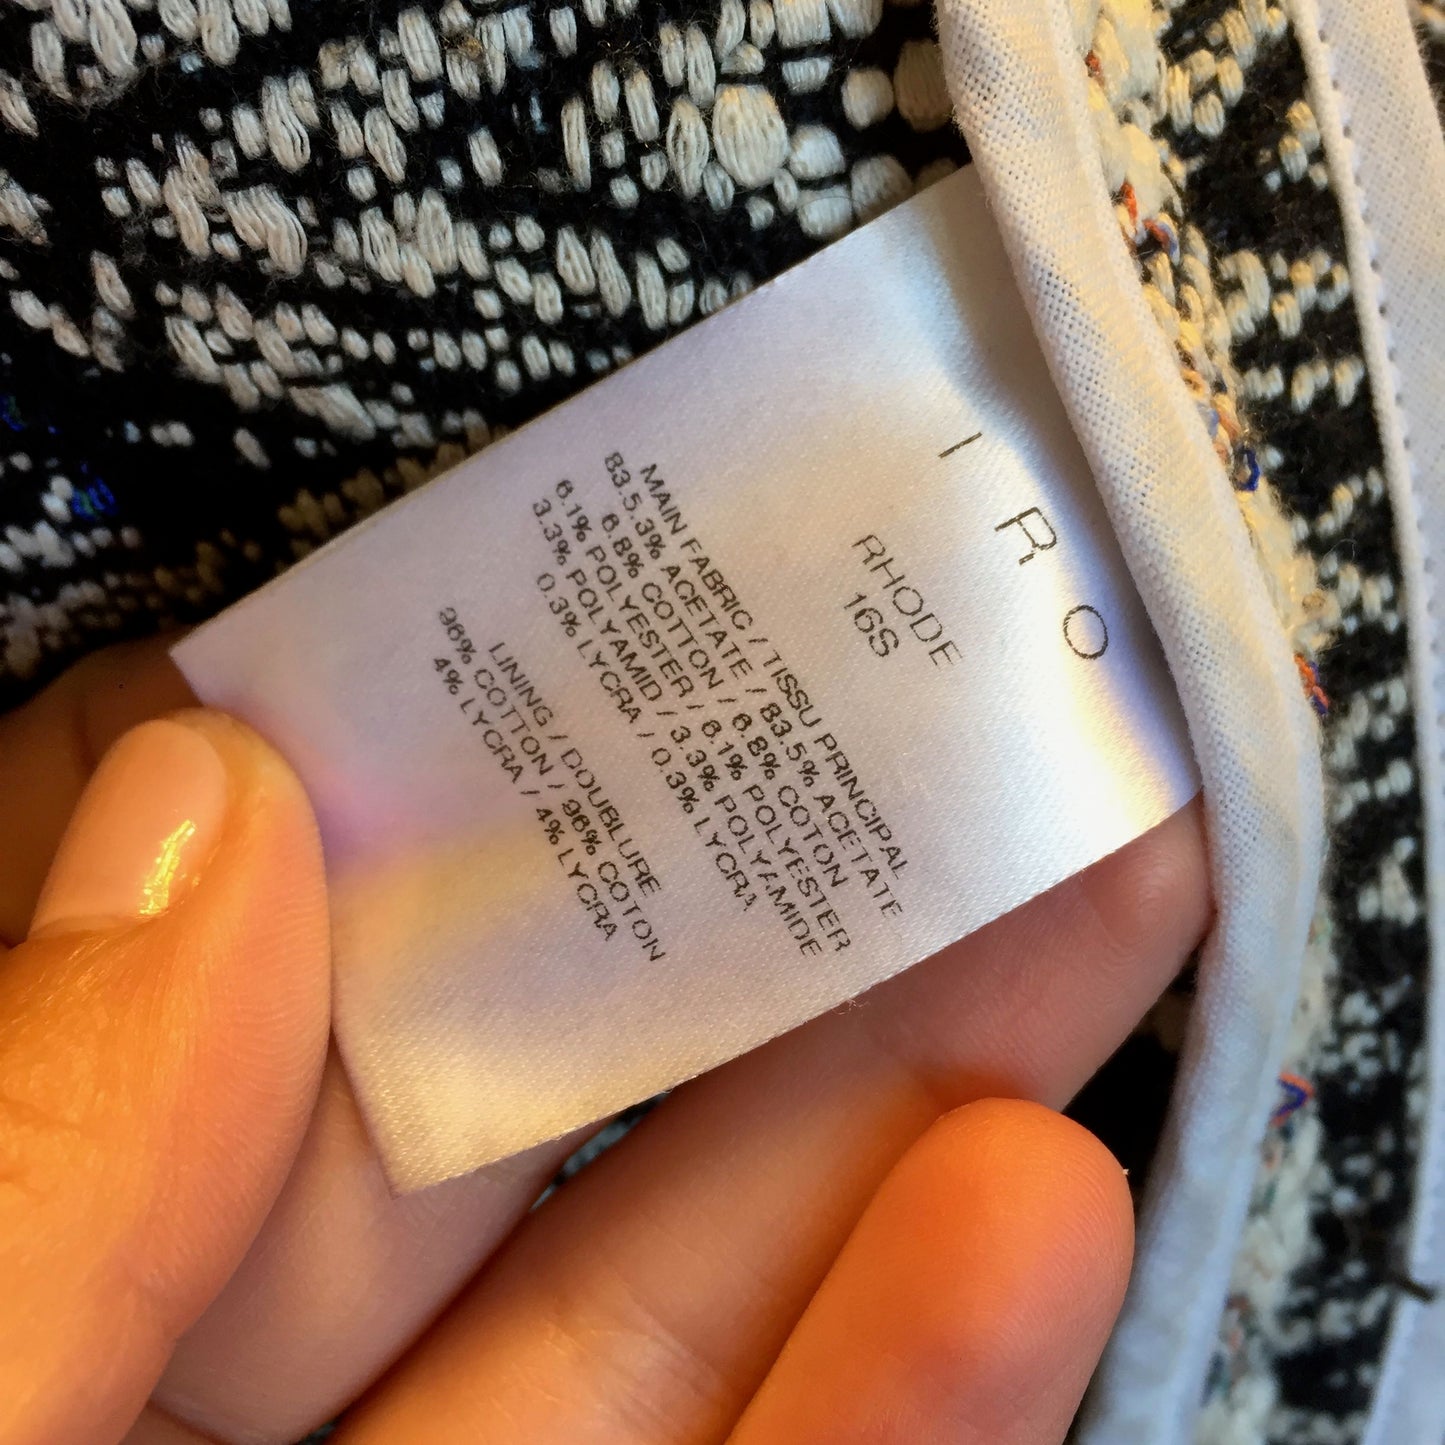 I R O
RHODE
16S
MAIN FABRIC / TISSU PRINCIPAL
83.5.3% ACETATE / 83.5% ACETATE
6.8% COTTON / 6.8% COTON
6.1% POLYESTER / 6.1% POLYESTER
3.3% POLYAMID / 3.3% POLYAMIDE
0.3% LYCRA / 0.3% LYCRA
LINING / DOUBLURE
96% COTTON / 96% COTON
4% LYCRA / 4% LYCRA